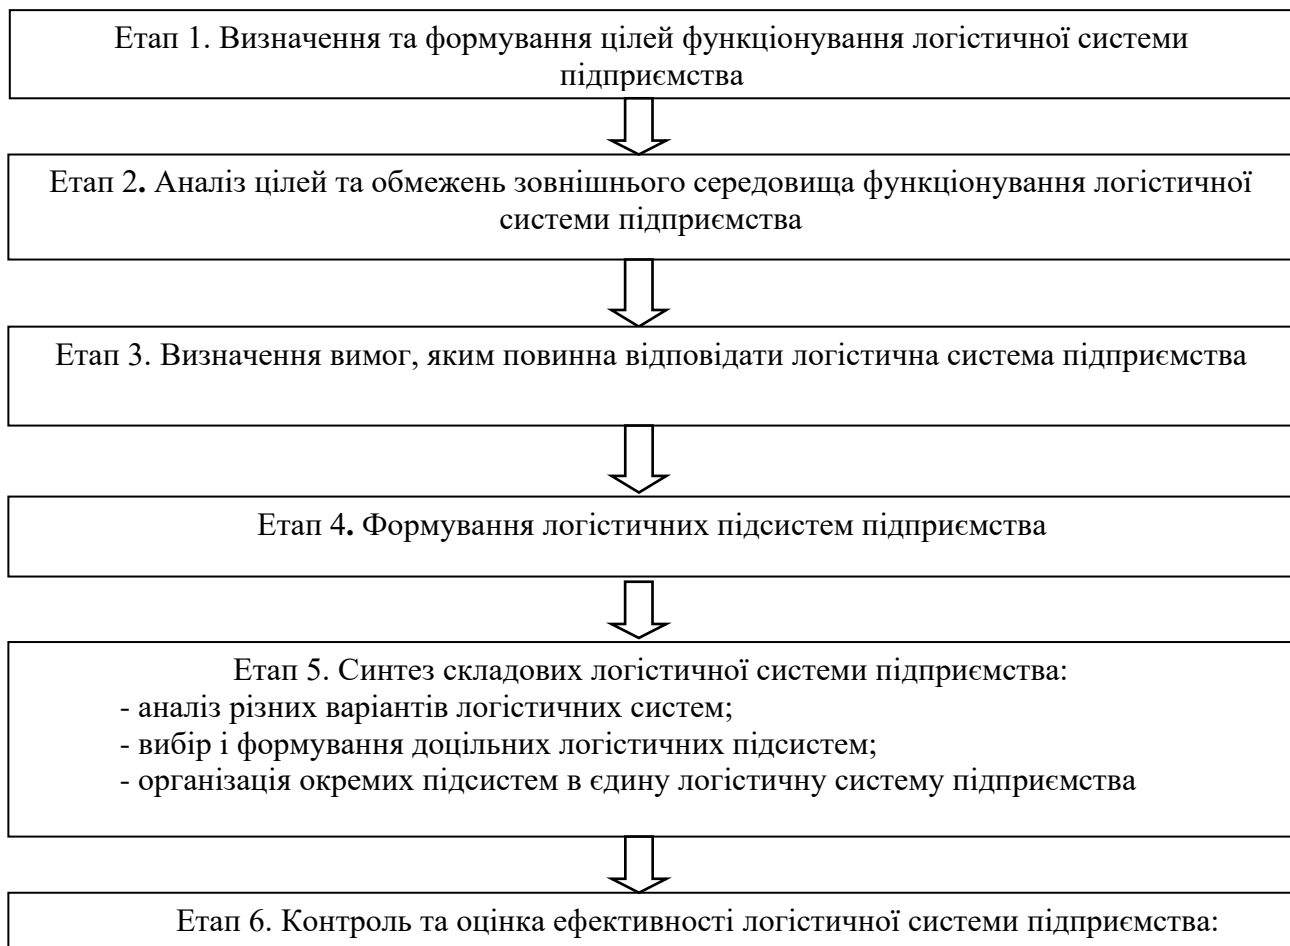 Етап 1. Визначення та формування цілей функціонування логістичної системи
підприємства
Етап 2. Аналіз цілей та обмежень зовнішнього середовища функціонування логістичної
системи підприємства
Етап 3. Визначення вимог, яким повинна відповідати логістична система підприємства
Етап 4. Формування логістичних підсистем підприємства
Етап 5. Синтез складових логістичної системи підприємства:
- аналіз різних варіантів логістичних систем;
- вибір і формування доцільних логістичних підсистем;
- організація окремих підсистем в єдину логістичну систему підприємства
Етап 6. Контроль та оцінка ефективності логістичної системи підприємства: